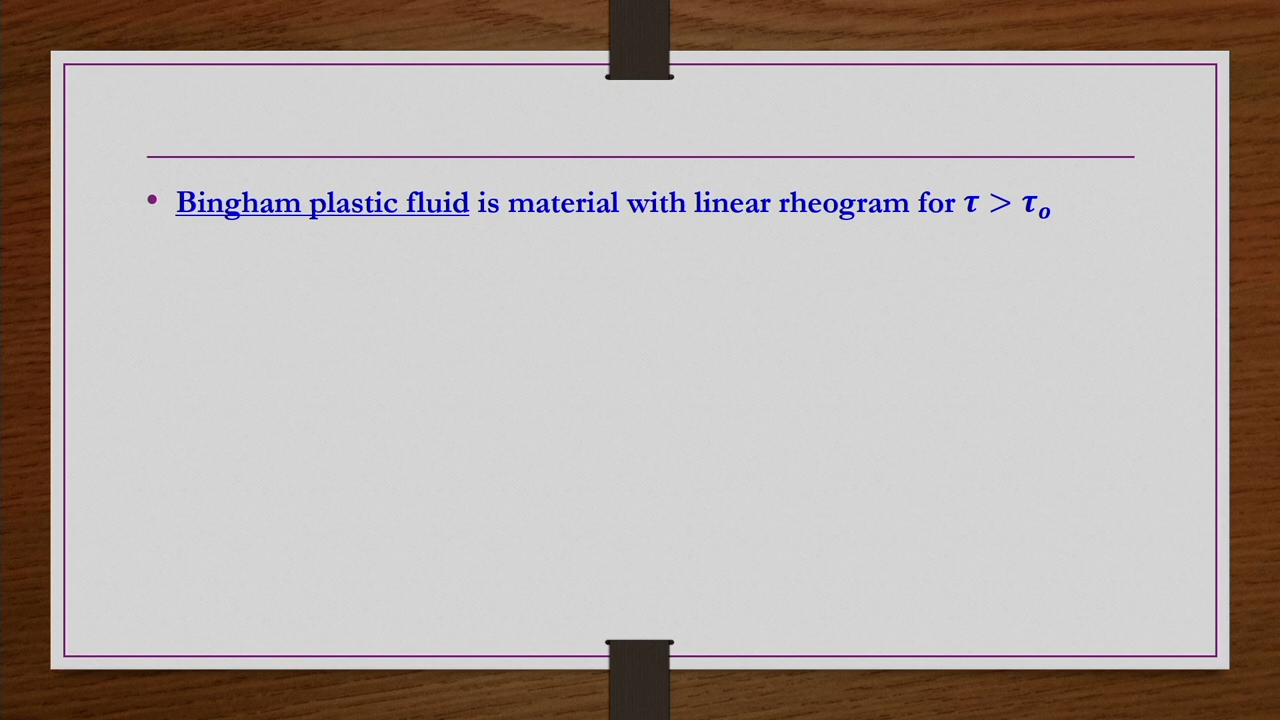 • Bingham plastic fluid is material with linear rheogram for 𝝉 > 𝝉ₒ